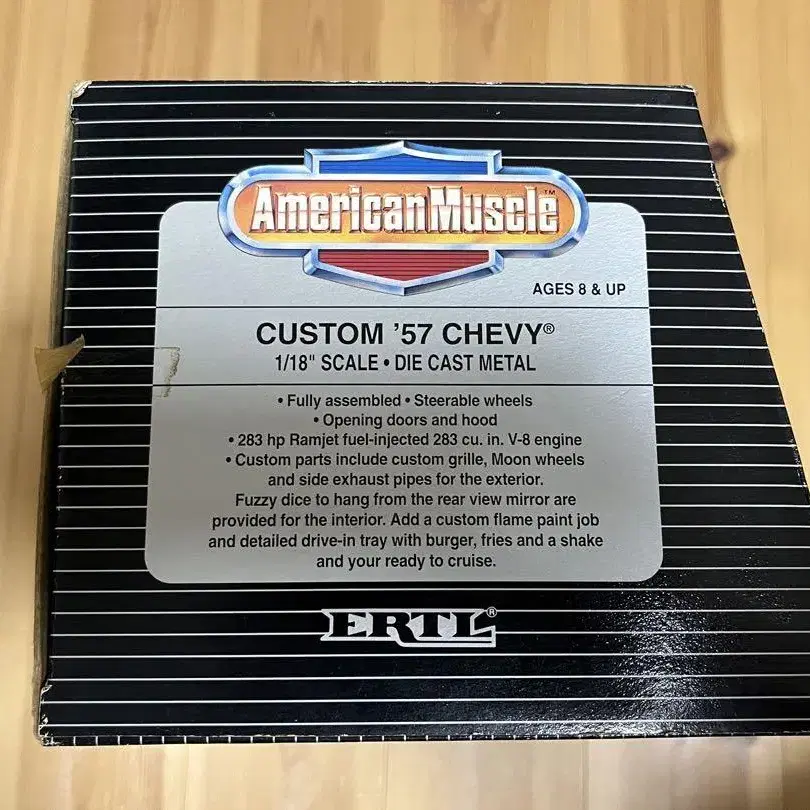 American Muscle™
AGES 8 & UP
CUSTOM ’57 CHEVY®
1/18" SCALE • DIE CAST METAL
• Fully assembled • Steerable wheels
• Opening doors and hood
• 283 hp Ramjet fuel-injected 283 cu. in. V-8 engine
• Custom parts include custom grille, Moon wheels
and side exhaust pipes for the exterior.
Fuzzy dice to hang from the rear view mirror are
provided for the interior. Add a custom flame paint job
and detailed drive-in tray with burger, fries and a shake
and your ready to cruise.
ERTL®